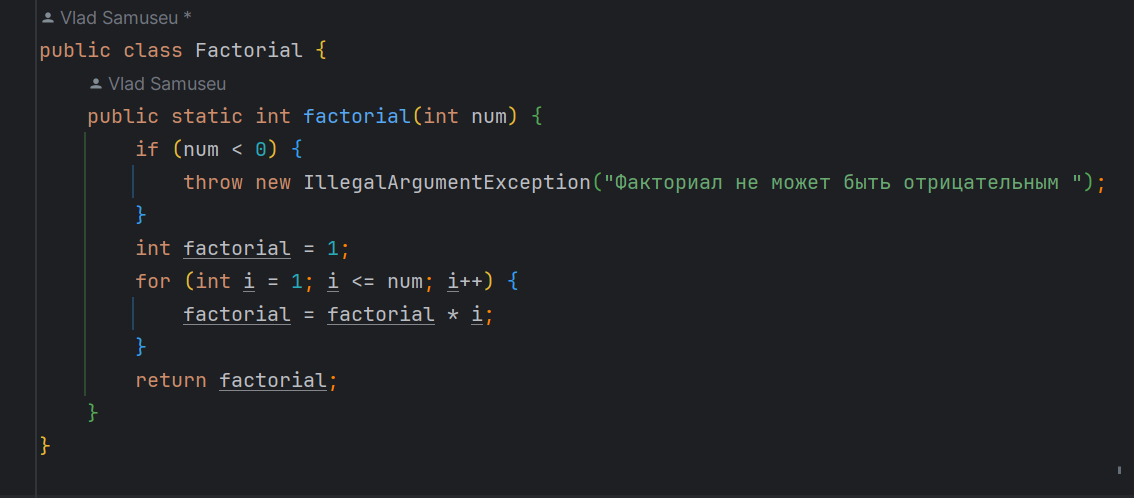 Vlad Samuseu *
public class Factorial {
Vlad Samuseu
public static int factorial(int num) {
if (num < 0) {
throw new IllegalArgumentException("Факториал не может быть отрицательным ");
}
int factorial = 1;
for (int i = 1; i <= num; i++) {
factorial = factorial * i;
}
return factorial;
}
}